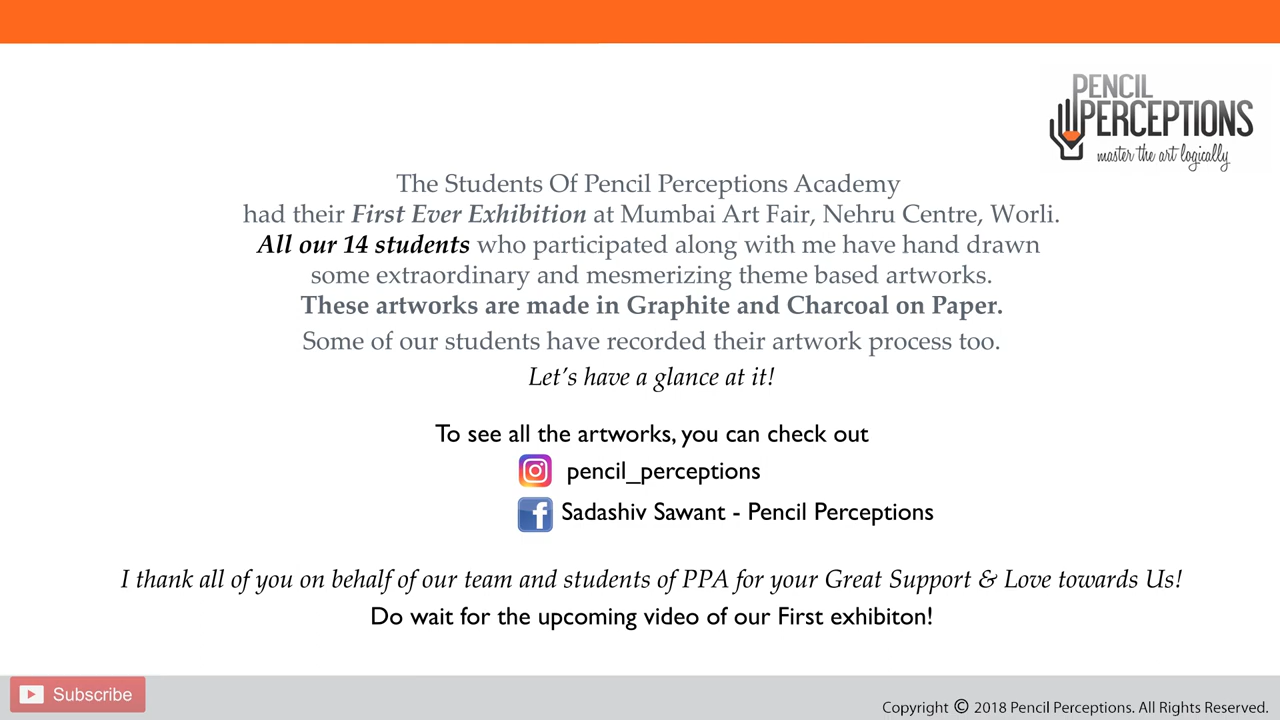 PENCIL
PERCEPTIONS
master the art logically
The Students Of Pencil Perceptions Academy
had their First Ever Exhibition at Mumbai Art Fair, Nehru Centre, Worli.
All our 14 students who participated along with me have hand drawn
some extraordinary and mesmerizing theme based artworks.
These artworks are made in Graphite and Charcoal on Paper.
Some of our students have recorded their artwork process too.
Let's have a glance at it!
To see all the artworks, you can check out
pencil_perceptions
Sadashiv Sawant - Pencil Perceptions
I thank all of you on behalf of our team and students of PPA for your Great Support & Love towards Us!
Do wait for the upcoming video of our First exhibiton!
Subscribe
Copyright © 2018 Pencil Perceptions. All Rights Reserved.